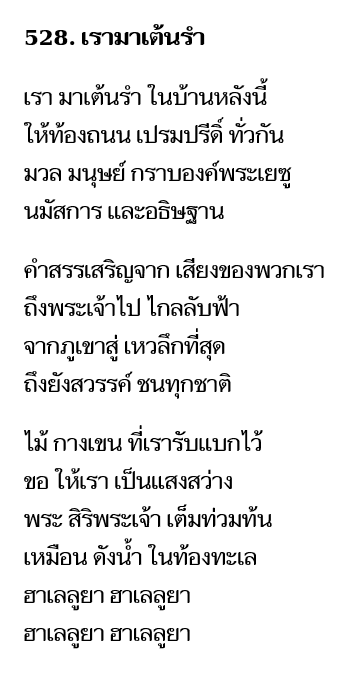 528. เรามาเต้นรำ
เรา มาเต้นรำ ในบ้านหลังนี้
ให้ท้องถนน เปรมปรีดิ์ ทั่วกัน
มวล มนุษย์ กราบองค์พระเยซู
นมัสการ และอธิษฐาน
คำสรรเสริญจาก เสียงของพวกเรา
ถึงพระเจ้าไป ไกลลับฟ้า
จากภูเขาสู่ เหวลึกที่สุด
ถึงยังสวรรค์ ชนทุกชาติ
ไม้ กางเขน ที่เรารับแบกไว้
ขอ ให้เรา เป็นแสงสว่าง
พระ สิริพระเจ้า เต็มท่วมท้น
เหมือน ดังน้ำ ในท้องทะเล
ฮาเลลูยา ฮาเลลูยา
ฮาเลลูยา ฮาเลลูยา